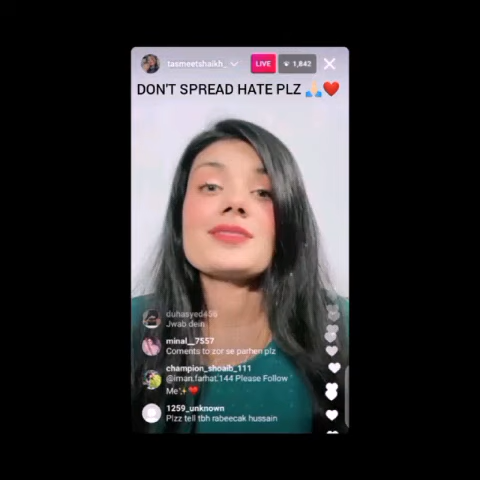 tasmeetshaikh_
LIVE
1,842
DON'T SPREAD HATE PLZ 🙏🏻❤️
duhasyed456
Jwab dein
minal__7557
Coments to zor se parhen plz
champion_shoaib_111
@iman.farhat.144 Please Follow
Me✨❤️
1259_unknown
Plzz tell tbh rabeecak hussain